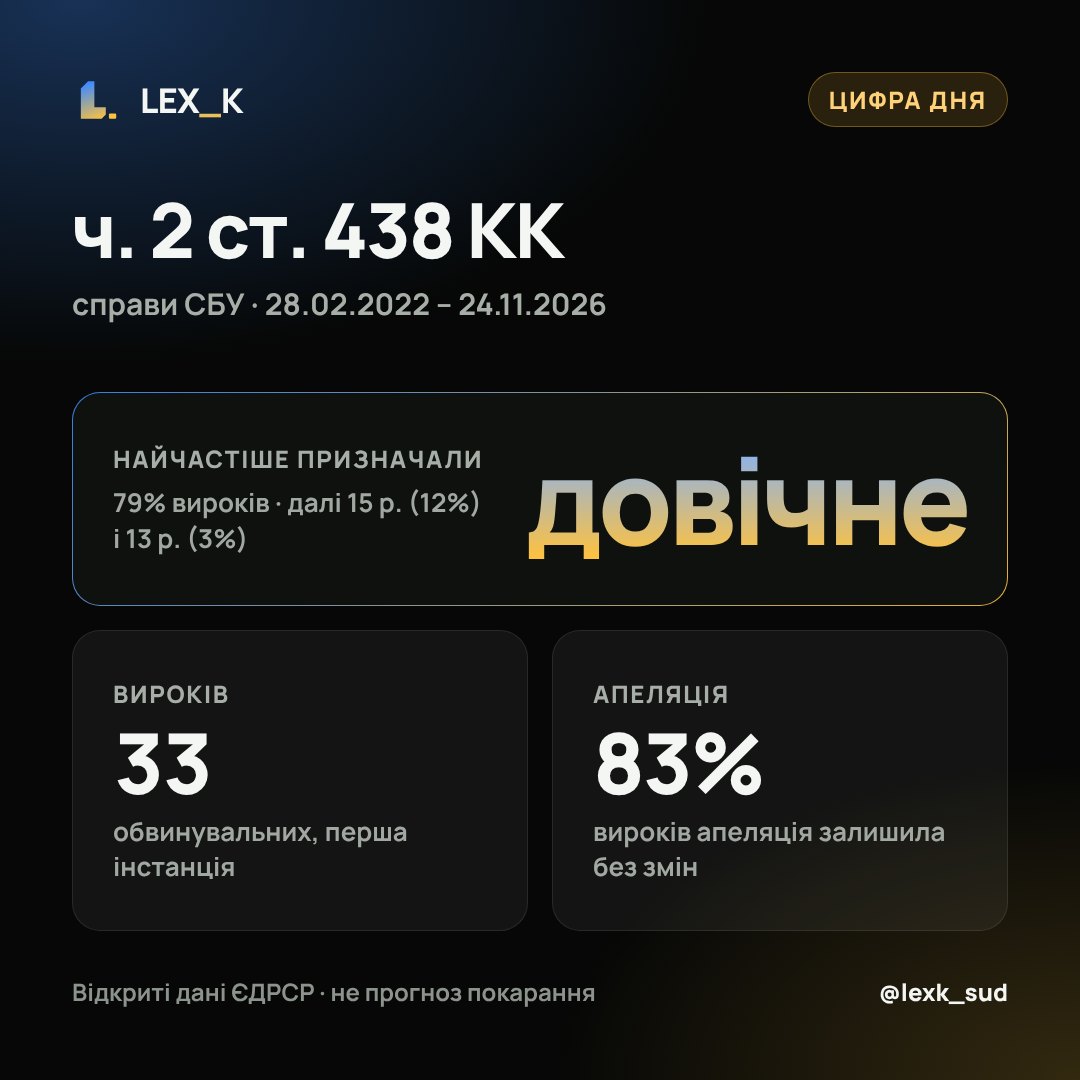 LEX_K
ЦИФРА ДНЯ
ч. 2 ст. 438 КК
справи СБУ · 28.02.2022 – 24.11.2026
НАЙЧАСТІШЕ ПРИЗНАЧАЛИ
79% вироків · далі 15 р. (12%)
і 13 р. (3%)
довічне
ВИРОКІВ
33
обвинувальних, перша
інстанція
АПЕЛЯЦІЯ
83%
вироків апеляція залишила
без змін
Відкриті дані ЄДРСР · не прогноз покарання
@lexk_sud